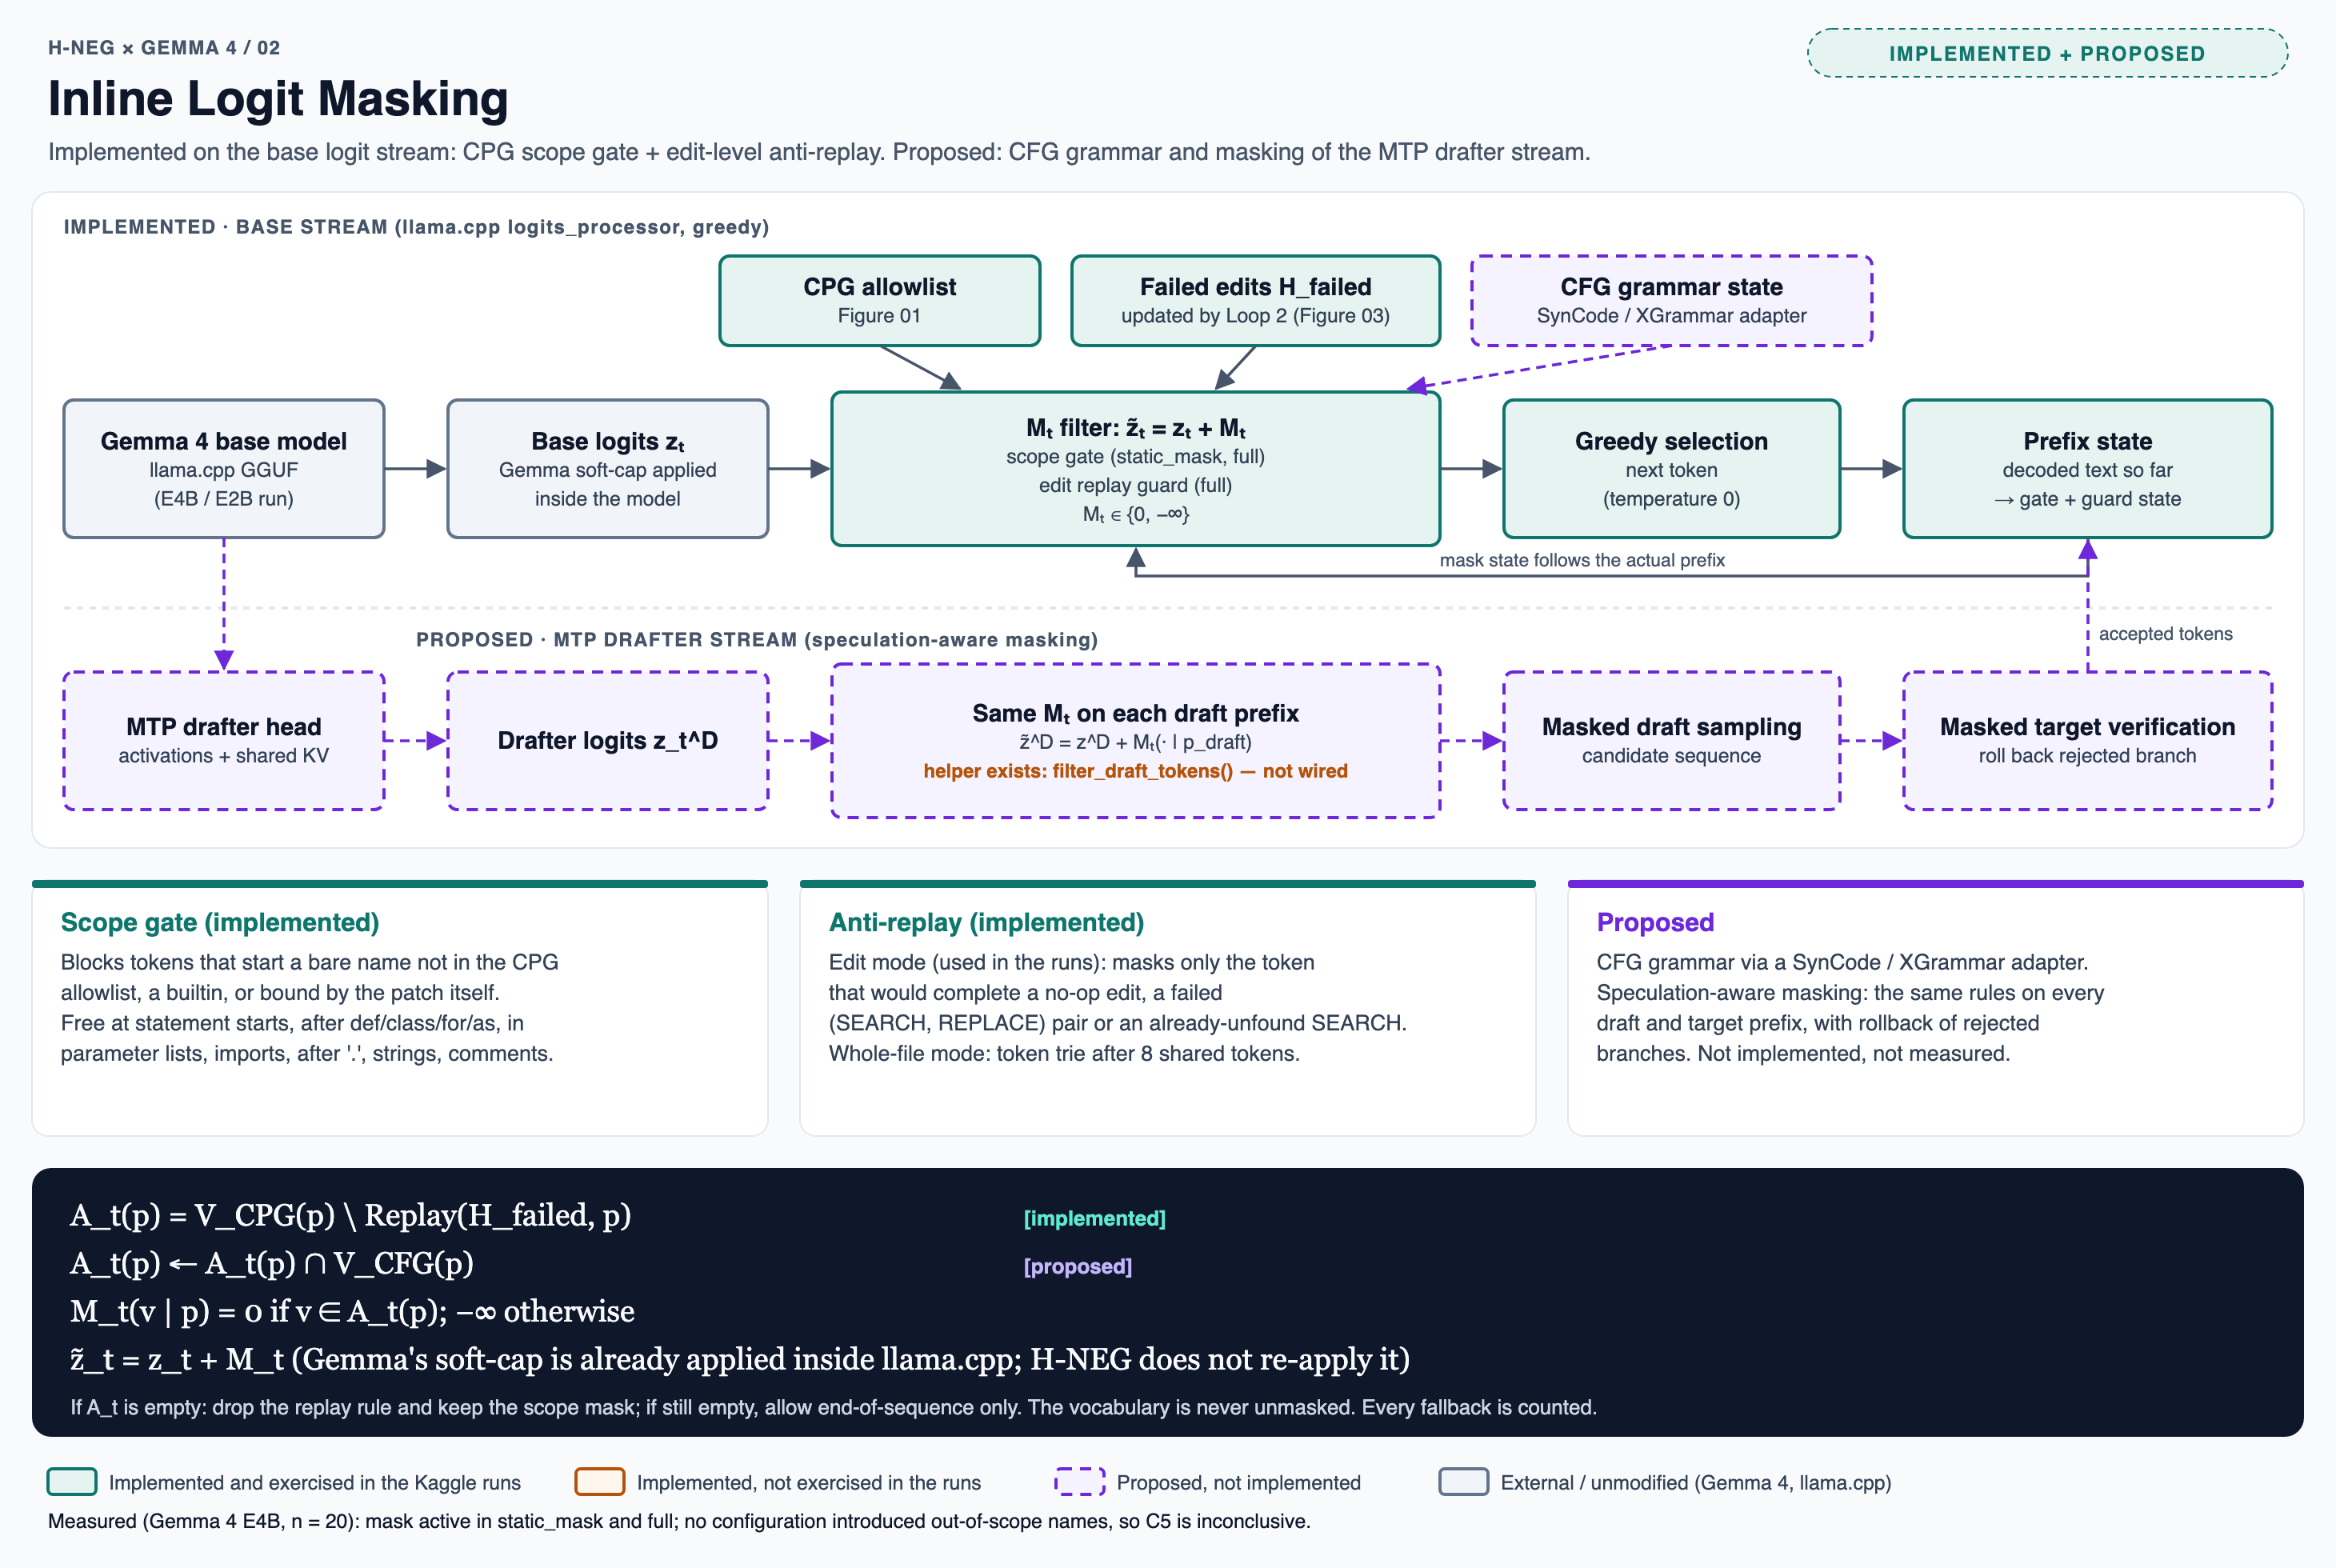 H-NEG × GEMMA 4 / 02
IMPLEMENTED + PROPOSED
Inline Logit Masking
Implemented on the base logit stream: CPG scope gate + edit-level anti-replay. Proposed: CFG grammar and masking of the MTP drafter stream.
IMPLEMENTED · BASE STREAM (llama.cpp logits_processor, greedy)
CPG allowlist
Figure 01
Failed edits H_failed
updated by Loop 2 (Figure 03)
CFG grammar state
SynCode / XGrammar adapter
Gemma 4 base model
llama.cpp GGUF
(E4B / E2B run)
Base logits zₜ
Gemma soft-cap applied
inside the model
Mₜ filter: z̃ₜ = zₜ + Mₜ
scope gate (static_mask, full)
edit replay guard (full)
Mₜ ∈ {0, −∞}
Greedy selection
next token
(temperature 0)
Prefix state
decoded text so far
→ gate + guard state
mask state follows the actual prefix
PROPOSED · MTP DRAFTER STREAM (speculation-aware masking)
accepted tokens
MTP drafter head
activations + shared KV
Drafter logits z_t^D
Same Mₜ on each draft prefix
z̃^D = z^D + Mₜ(· | p_draft)
helper exists: filter_draft_tokens() — not wired
Masked draft sampling
candidate sequence
Masked target verification
roll back rejected branch
Scope gate (implemented)
Blocks tokens that start a bare name not in the CPG
allowlist, a builtin, or bound by the patch itself.
Free at statement starts, after def/class/for/as, in
parameter lists, imports, after '.', strings, comments.
Anti-replay (implemented)
Edit mode (used in the runs): masks only the token
that would complete a no-op edit, a failed
(SEARCH, REPLACE) pair or an already-unfound SEARCH.
Whole-file mode: token trie after 8 shared tokens.
Proposed
CFG grammar via a SynCode / XGrammar adapter.
Speculation-aware masking: the same rules on every
draft and target prefix, with rollback of rejected
branches. Not implemented, not measured.
A_t(p) = V_CPG(p) \ Replay(H_failed, p) [implemented]
A_t(p) ← A_t(p) ∩ V_CFG(p) [proposed]
M_t(v | p) = 0 if v ∈ A_t(p); −∞ otherwise
z̃_t = z_t + M_t (Gemma's soft-cap is already applied inside llama.cpp; H-NEG does not re-apply it)
If A_t is empty: drop the replay rule and keep the scope mask; if still empty, allow end-of-sequence only. The vocabulary is never unmasked. Every fallback is counted.
Implemented and exercised in the Kaggle runs
Implemented, not exercised in the runs
Proposed, not implemented
External / unmodified (Gemma 4, llama.cpp)
Measured (Gemma 4 E4B, n = 20): mask active in static_mask and full; no configuration introduced out-of-scope names, so C5 is inconclusive.